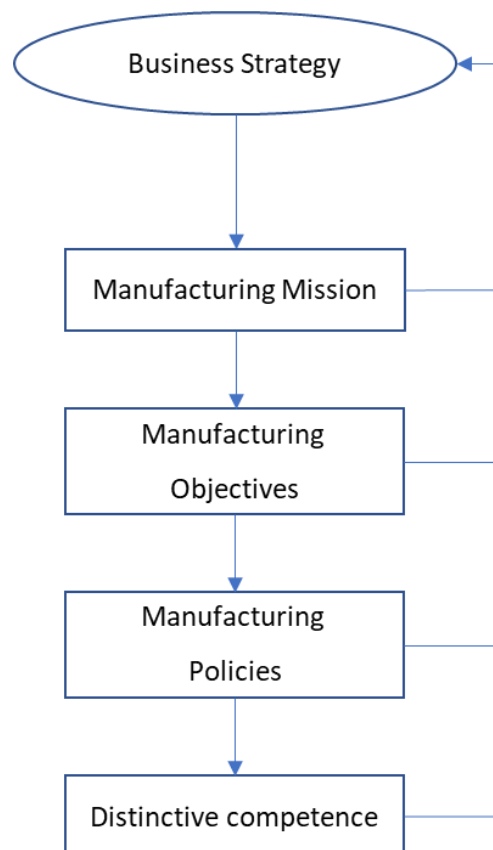 Business Strategy
Manufacturing Mission
Manufacturing
Objectives
Manufacturing
Policies
Distinctive competence